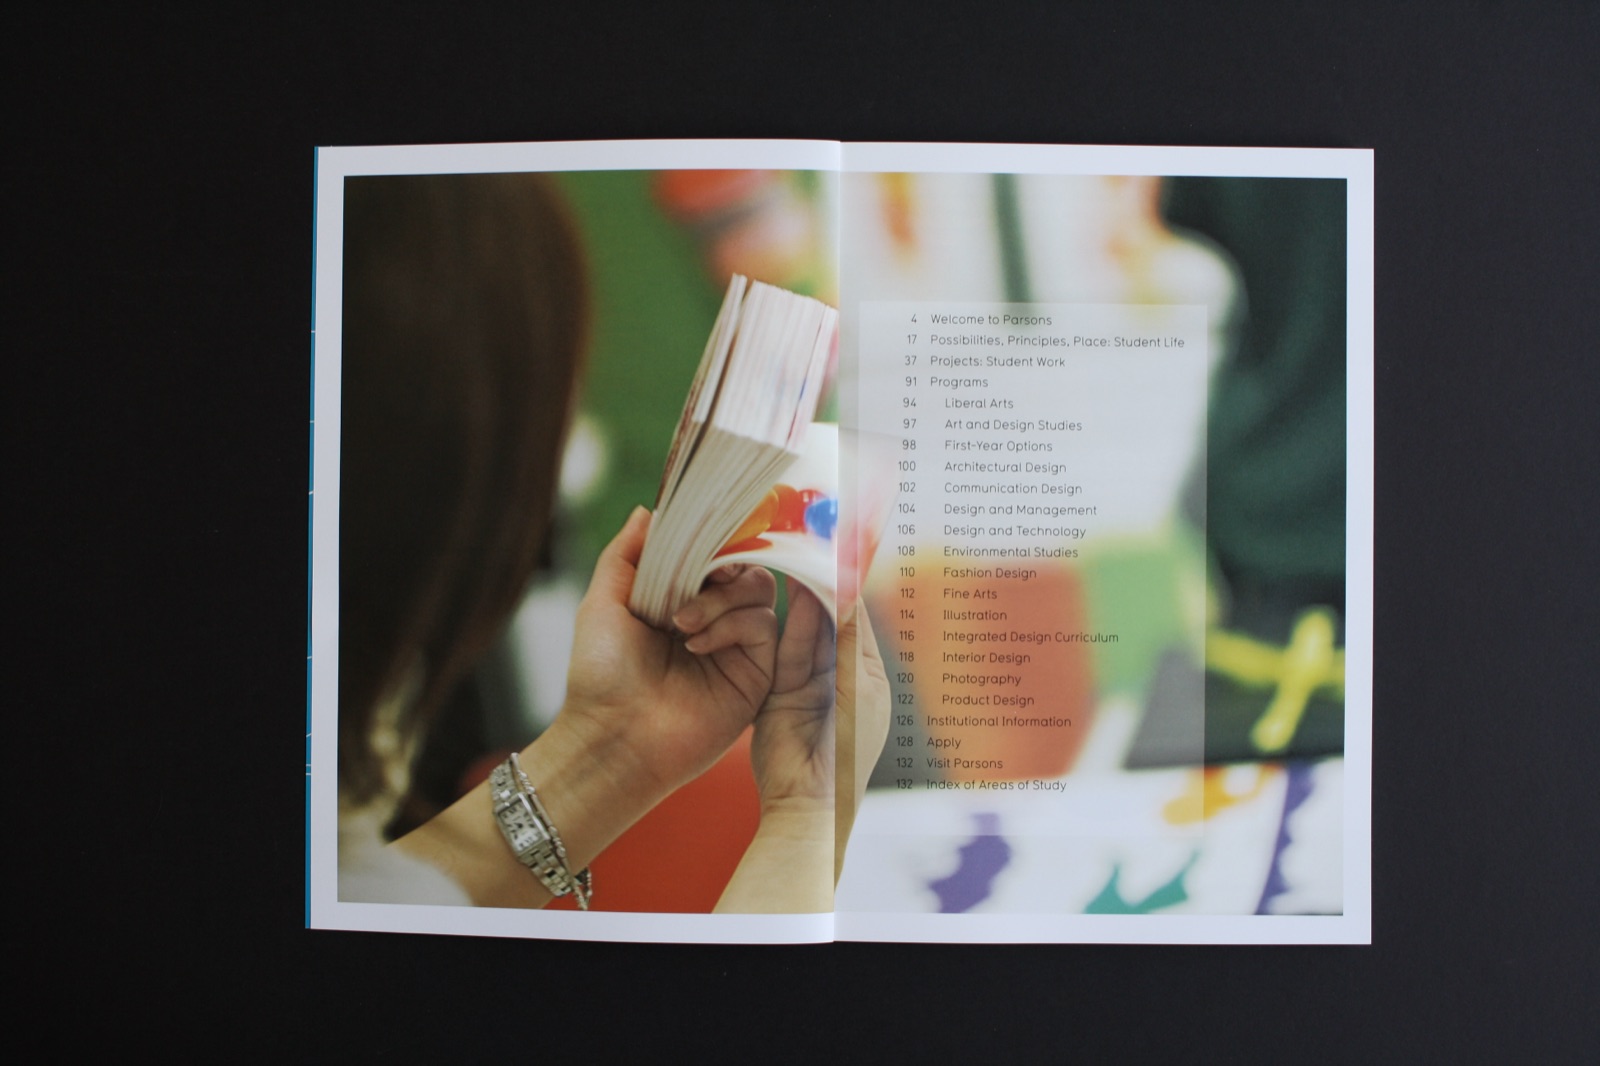 4 Welcome to Parsons
17 Possibilities, Principles, Place: Student Life
37 Projects: Student Work
91 Programs
94 Liberal Arts
97 Art and Design Studies
98 First-Year Options
100 Architectural Design
102 Communication Design
104 Design and Management
106 Design and Technology
108 Environmental Studies
110 Fashion Design
112 Fine Arts
114 Illustration
116 Integrated Design Curriculum
118 Interior Design
120 Photography
122 Product Design
126 Institutional Information
128 Apply
132 Visit Parsons
132 Index of Areas of Study